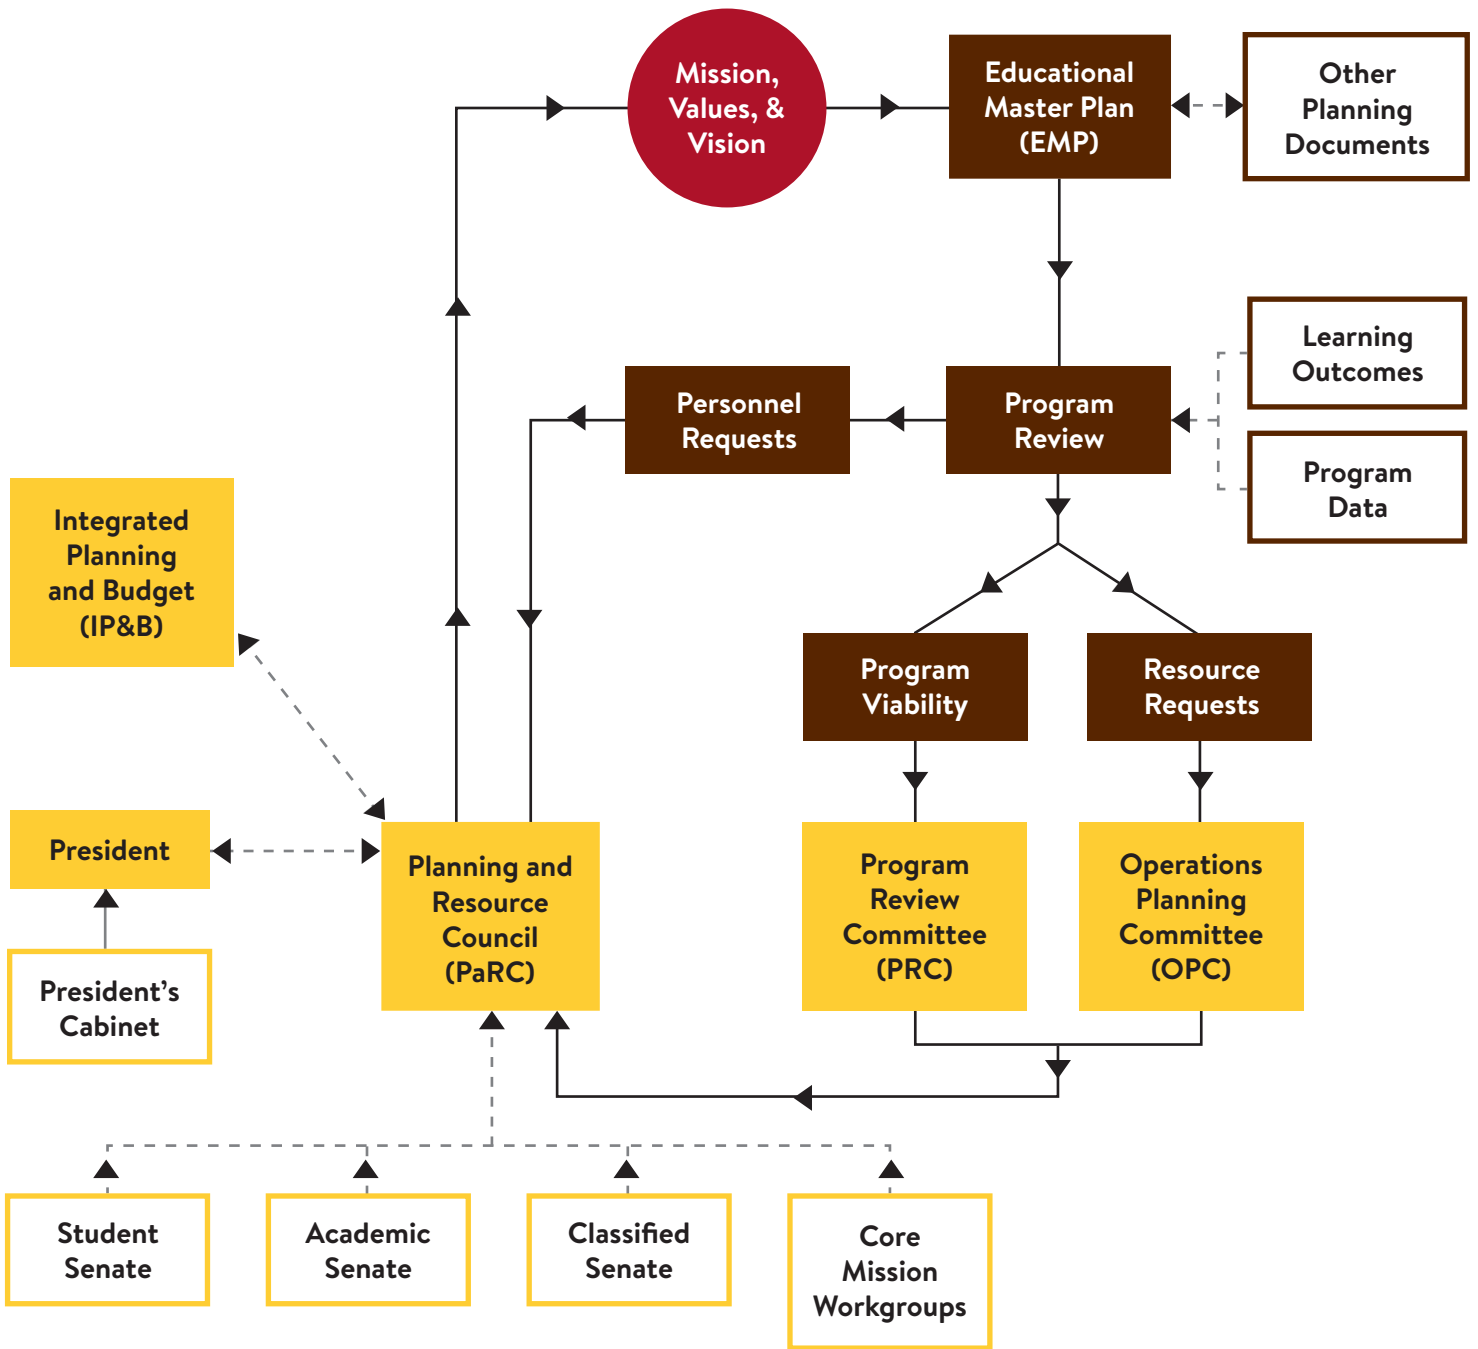 Mission,
Values, &
Vision
Educational
Master Plan
(EMP)
Other
Planning
Documents
Learning
Outcomes
Personnel
Requests
Program
Review
Program
Data
Integrated
Planning
and Budget
(IP&B)
Program
Viability
Resource
Requests
President
Planning and
Resource
Council
(PaRC)
Program
Review
Committee
(PRC)
Operations
Planning
Committee
(OPC)
President’s
Cabinet
Student
Senate
Academic
Senate
Classified
Senate
Core
Mission
Workgroups